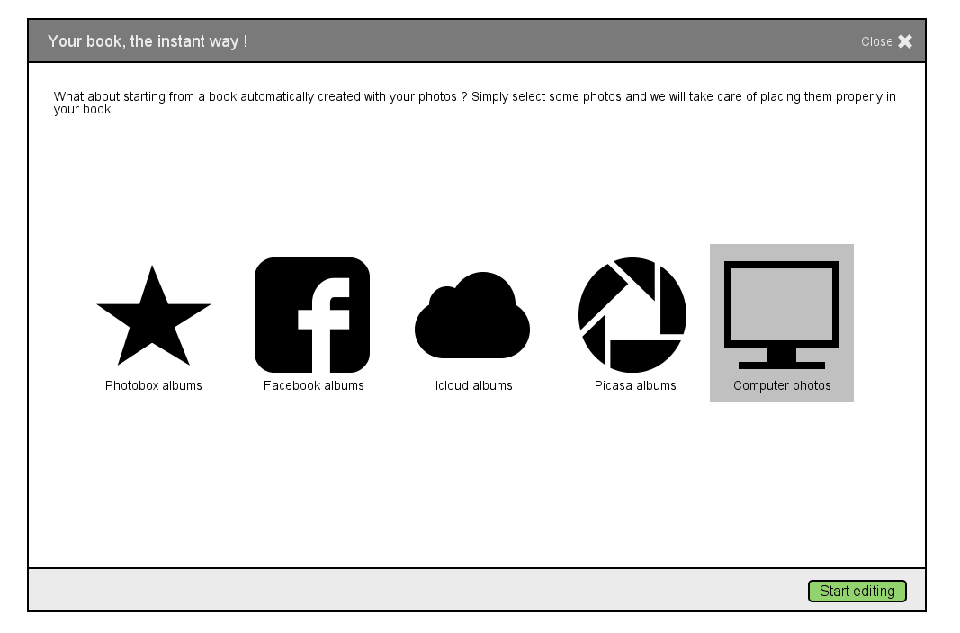 Your book, the instant way !
Close
What about starting from a book automatically created with your photos ? Simply select some photos and we will take care of placing them properly in
your book
Photobox albums
Facebook albums
Icloud albums
Picasa albums
Computer photos
Start editing